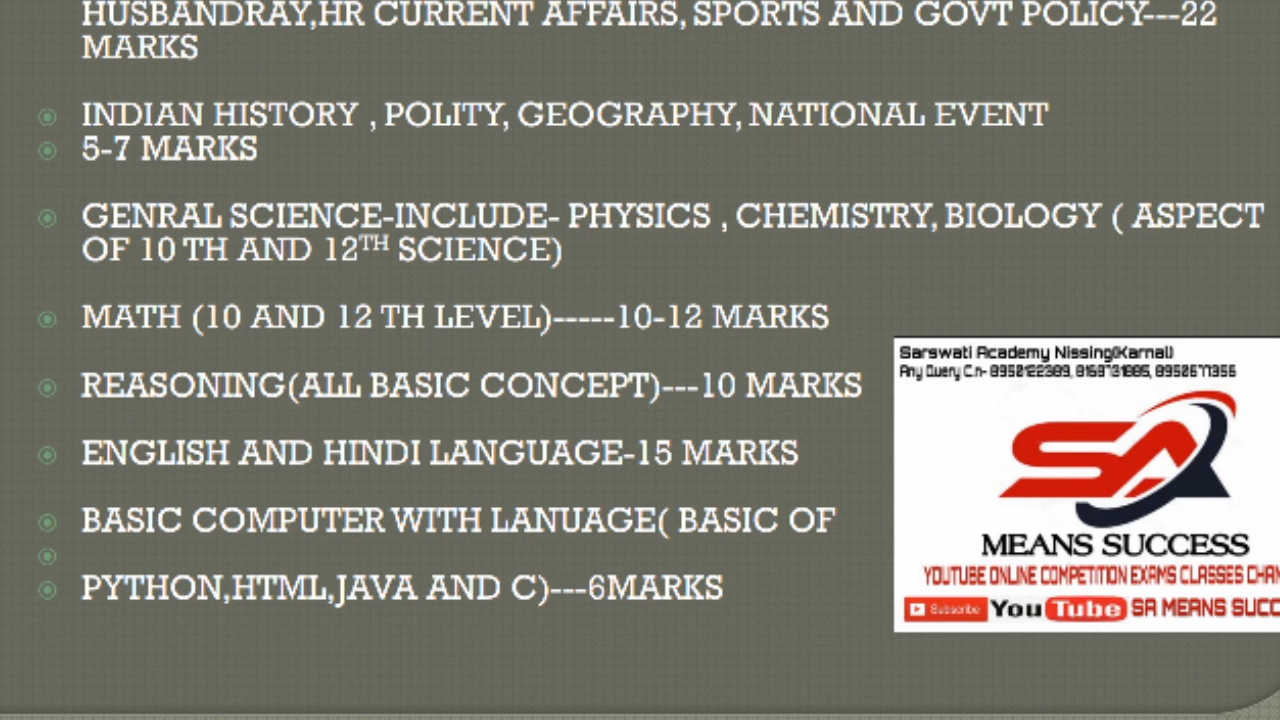 HUSBANDRAY,HR CURRENT AFFAIRS, SPORTS AND GOVT POLICY---22
MARKS
INDIAN HISTORY , POLITY, GEOGRAPHY, NATIONAL EVENT
5-7 MARKS
GENRAL SCIENCE-INCLUDE- PHYSICS , CHEMISTRY, BIOLOGY ( ASPECT
OF 10 TH AND 12TH SCIENCE)
MATH (10 AND 12 TH LEVEL)-----10-12 MARKS
REASONING(ALL BASIC CONCEPT)---10 MARKS
ENGLISH AND HINDI LANGUAGE-15 MARKS
BASIC COMPUTER WITH LANUAGE( BASIC OF
PYTHON,HTML,JAVA AND C)---6MARKS
Sarswati Academy Nissing(Karnal)
Any Query C.n-
SA
MEANS SUCCESS
YOUTUBE ONLINE COMPETITION EXAMS CLASSES CHAN
Subscribe YouTube SA MEANS SUCC